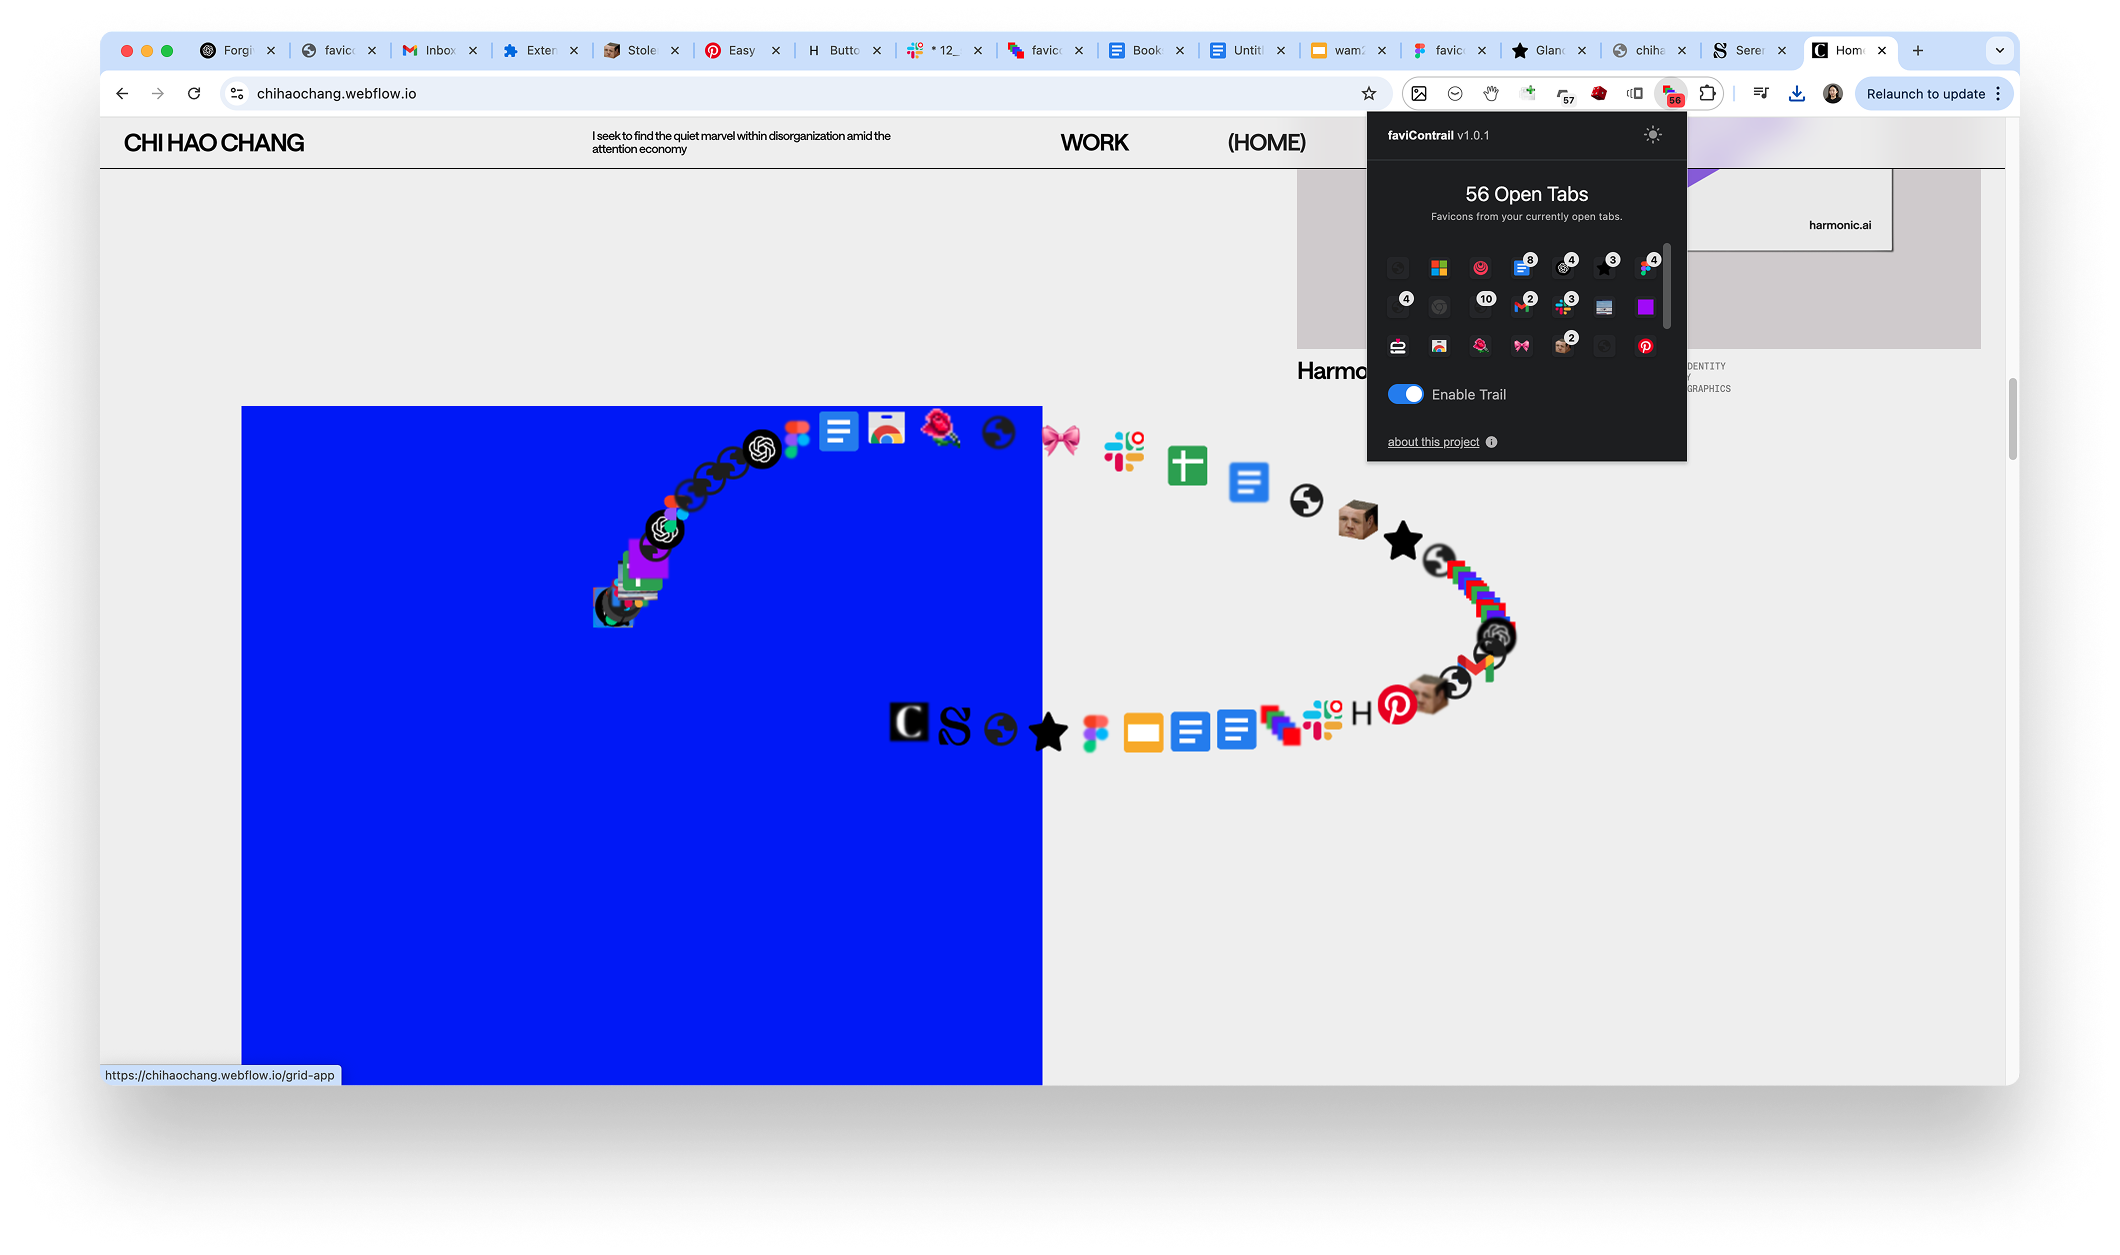 Forgi
favic
Inbox
Exten
Stole
Easy
H Butto
* 12_
favico
Book
Untit
wam2
favic
Glanc
chiha
S Serer
C Home
chihaochang.webflow.io
57
56
Relaunch to update
CHI HAO CHANG
I seek to find the quiet marvel within disorganization amid the
attention economy
WORK
(HOME)
faviContrail v1.0.1
56 Open Tabs
Favicons from your currently open tabs.
8 4 3 4
4 10 2 3
2
Enable Trail
about this project
harmonic.ai
Harmo
DENTITY
Y
GRAPHICS
H
C S
https://chihaochang.webflow.io/grid-app